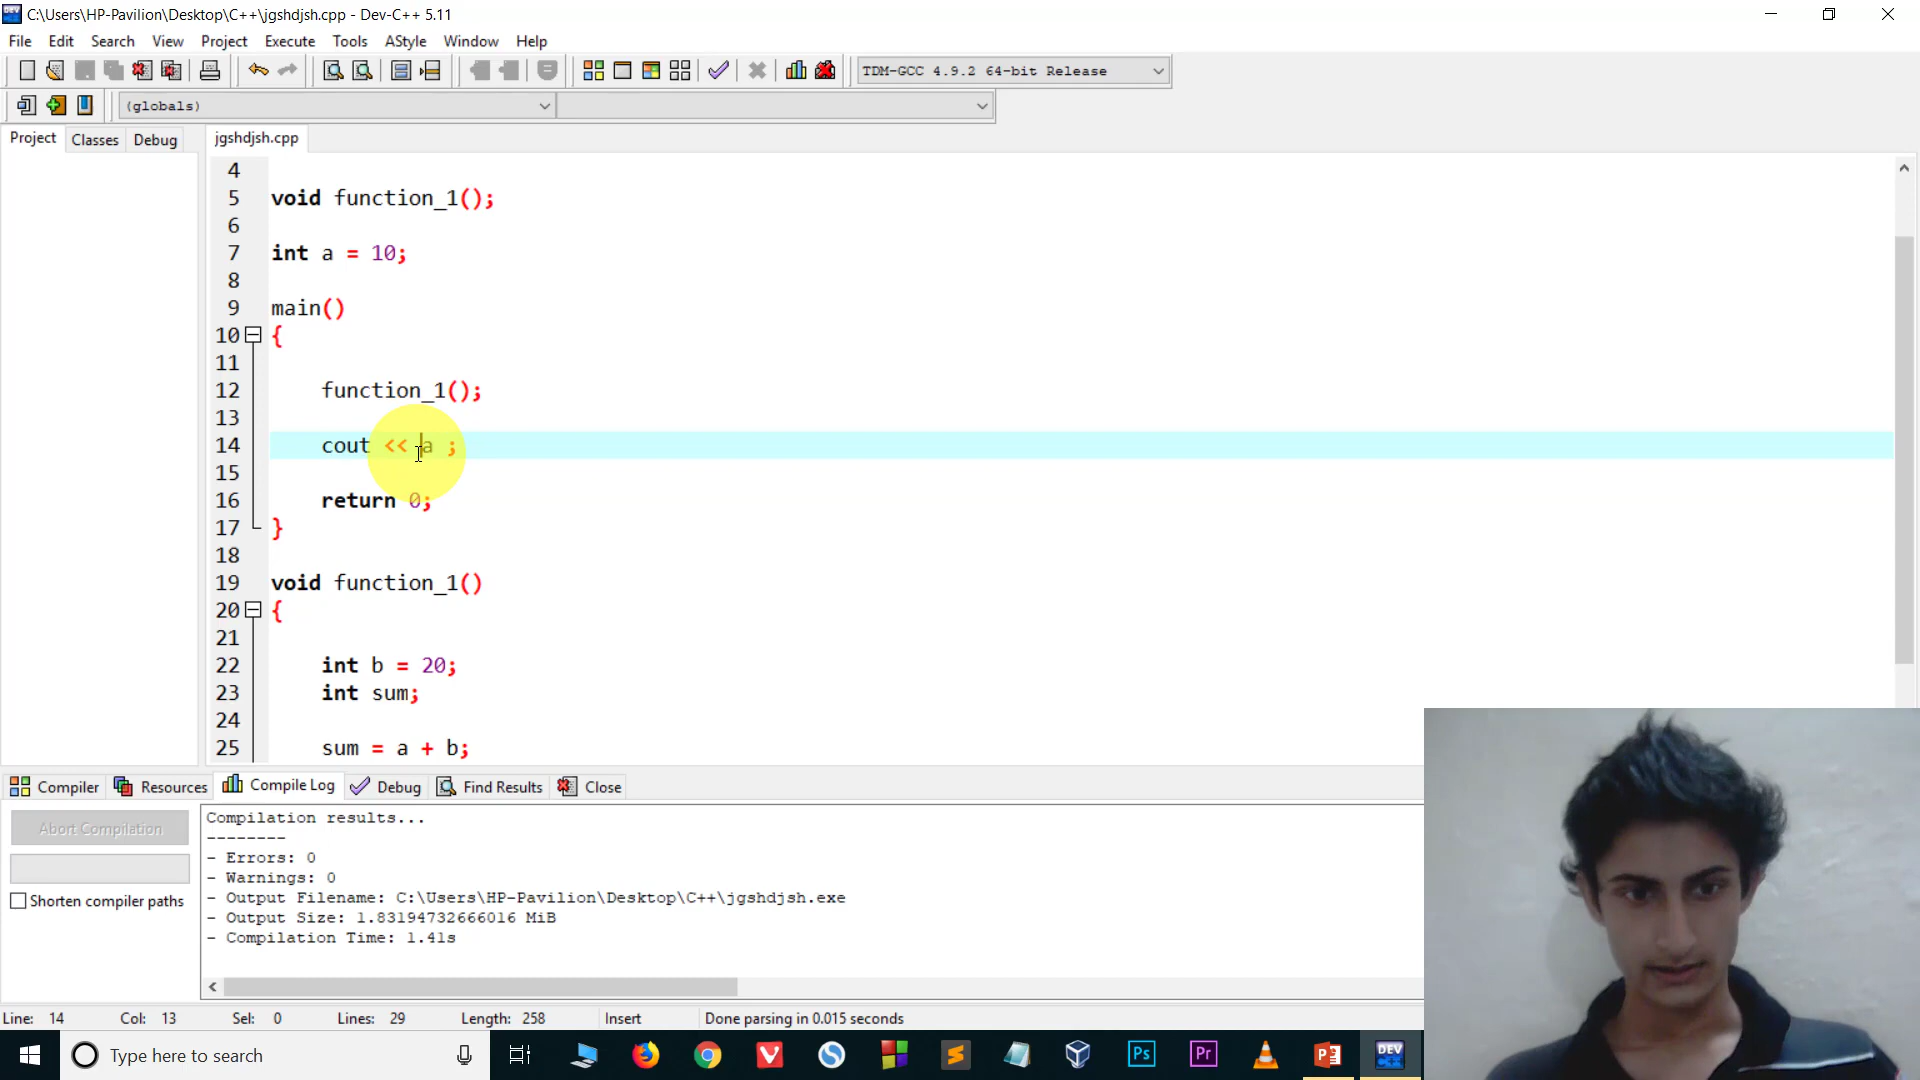 C:\Users\HP-Pavilion\Desktop\C++\jgshdjsh.cpp - Dev-C++ 5.11
File Edit Search View Project Execute Tools AStyle Window Help
TDM-GCC 4.9.2 64-bit Release
(globals)
Project Classes Debug jgshdjsh.cpp
4
5 void function_1();
6
7 int a = 10;
8
9 main()
10 {
11
12 function_1();
13
14 cout << a ;
15
16 return 0;
17 }
18
19 void function_1()
20 {
21
22 int b = 20;
23 int sum;
24
25 sum = a + b;
Compiler Resources Compile Log Debug Find Results Close
Abort Compilation
Shorten compiler paths
Compilation results...
--------
- Errors: 0
- Warnings: 0
- Output Filename: C:\Users\HP-Pavilion\Desktop\C++\jgshdjsh.exe
- Output Size: 1.83194732666016 MiB
- Compilation Time: 1.41s
Line: 14 Col: 13 Sel: 0 Lines: 29 Length: 258 Insert Done parsing in 0.015 seconds
Type here to search
Ps Pr DEV